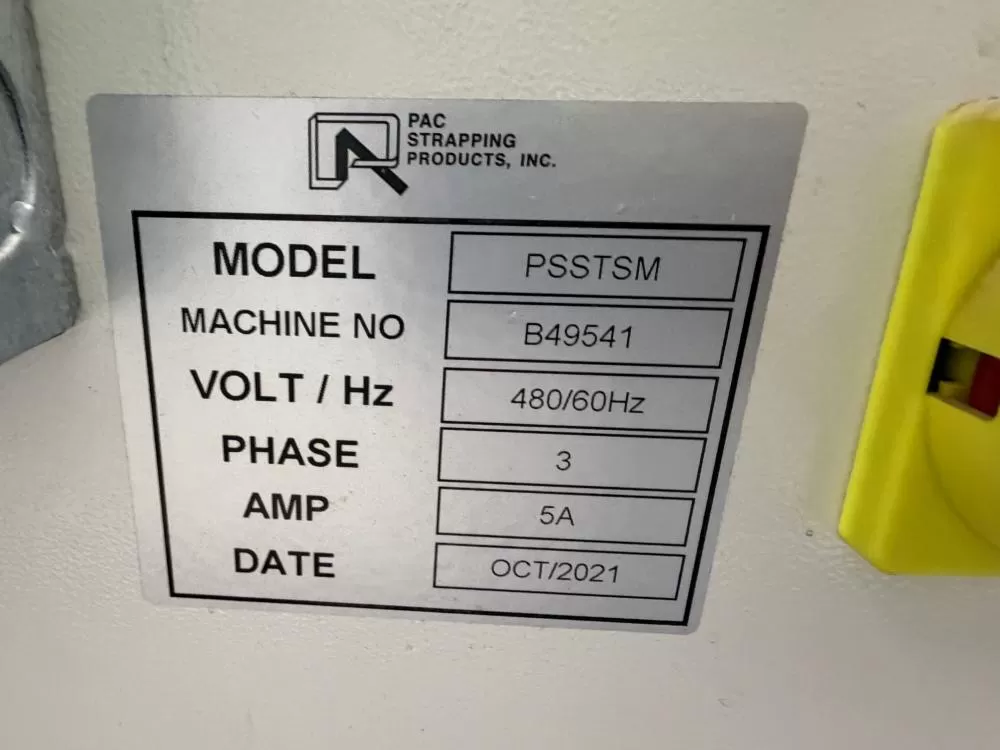 PAC
STRAPPING
PRODUCTS, INC.
MODEL PSSTSM
MACHINE NO B49541
VOLT / Hz 480/60Hz
PHASE 3
AMP 5A
DATE OCT/2021